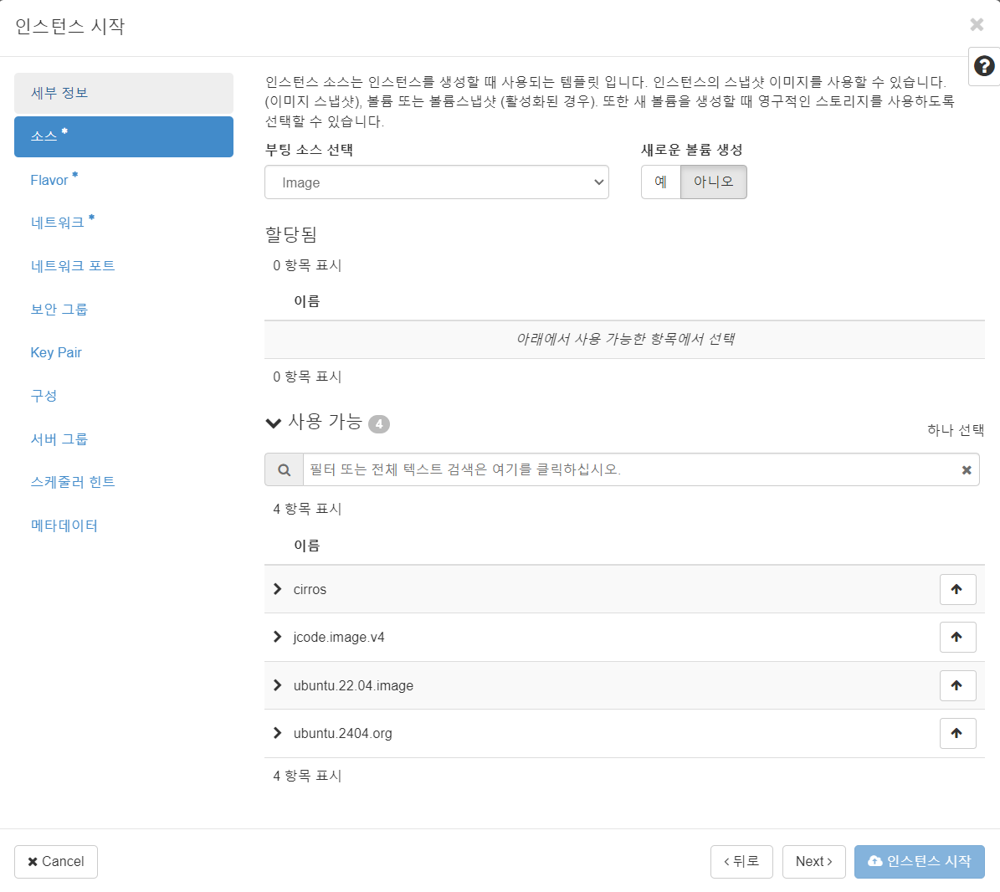 인스턴스 시작
세부 정보
소스 *
Flavor *
네트워크 *
네트워크 포트
보안 그룹
Key Pair
구성
서버 그룹
스케줄러 힌트
메타데이터
인스턴스 소스는 인스턴스를 생성할 때 사용되는 템플릿 입니다. 인스턴스의 스냅샷 이미지를 사용할 수 있습니다.
(이미지 스냅샷), 볼륨 또는 볼륨스냅샷 (활성화된 경우). 또한 새 볼륨을 생성할 때 영구적인 스토리지를 사용하도록
선택할 수 있습니다.
부팅 소스 선택
새로운 볼륨 생성
Image
예 아니오
할당됨
0 항목 표시
이름
아래에서 사용 가능한 항목에서 선택
0 항목 표시
사용 가능 4
하나 선택
필터 또는 전체 텍스트 검색은 여기를 클릭하십시오.
4 항목 표시
이름
cirros
jcode.image.v4
ubuntu.22.04.image
ubuntu.2404.org
4 항목 표시
Cancel
‹ 뒤로
Next ›
인스턴스 시작